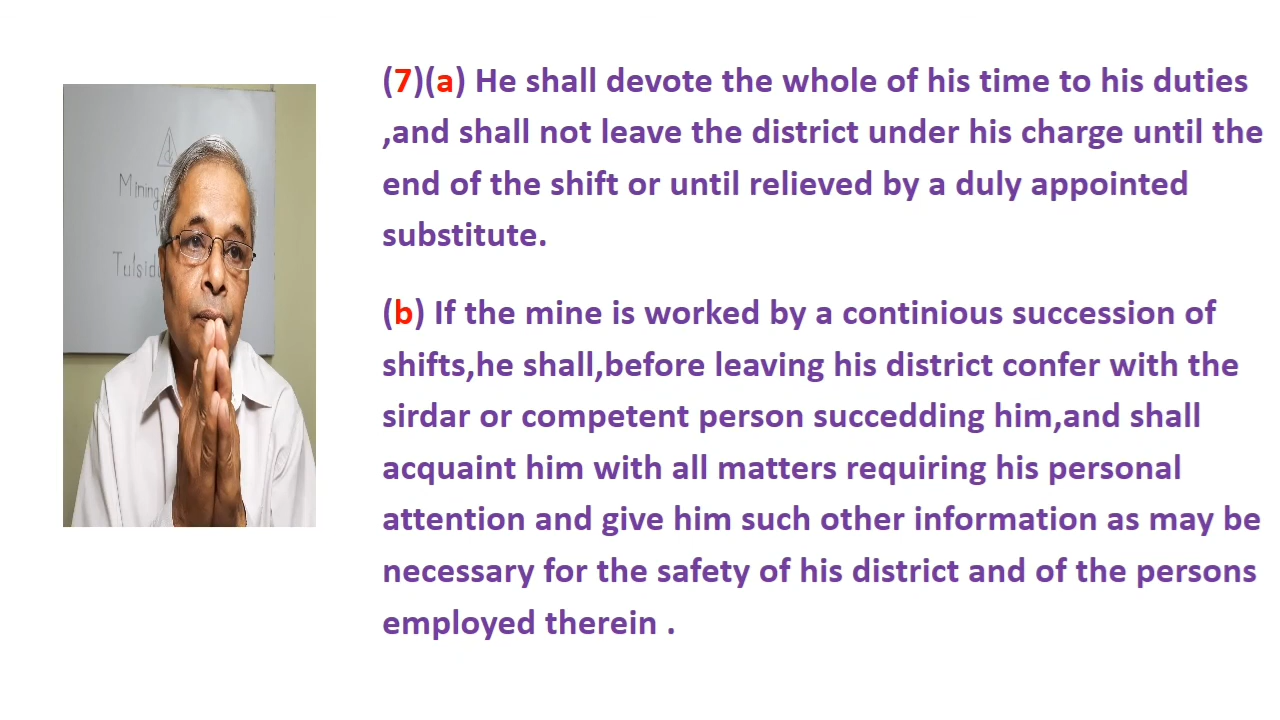 Mining
Tulsid
(7)(a) He shall devote the whole of his time to his duties
,and shall not leave the district under his charge until the
end of the shift or until relieved by a duly appointed
substitute.
(b) If the mine is worked by a continious succession of
shifts,he shall,before leaving his district confer with the
sirdar or competent person succedding him,and shall
acquaint him with all matters requiring his personal
attention and give him such other information as may be
necessary for the safety of his district and of the persons
employed therein .